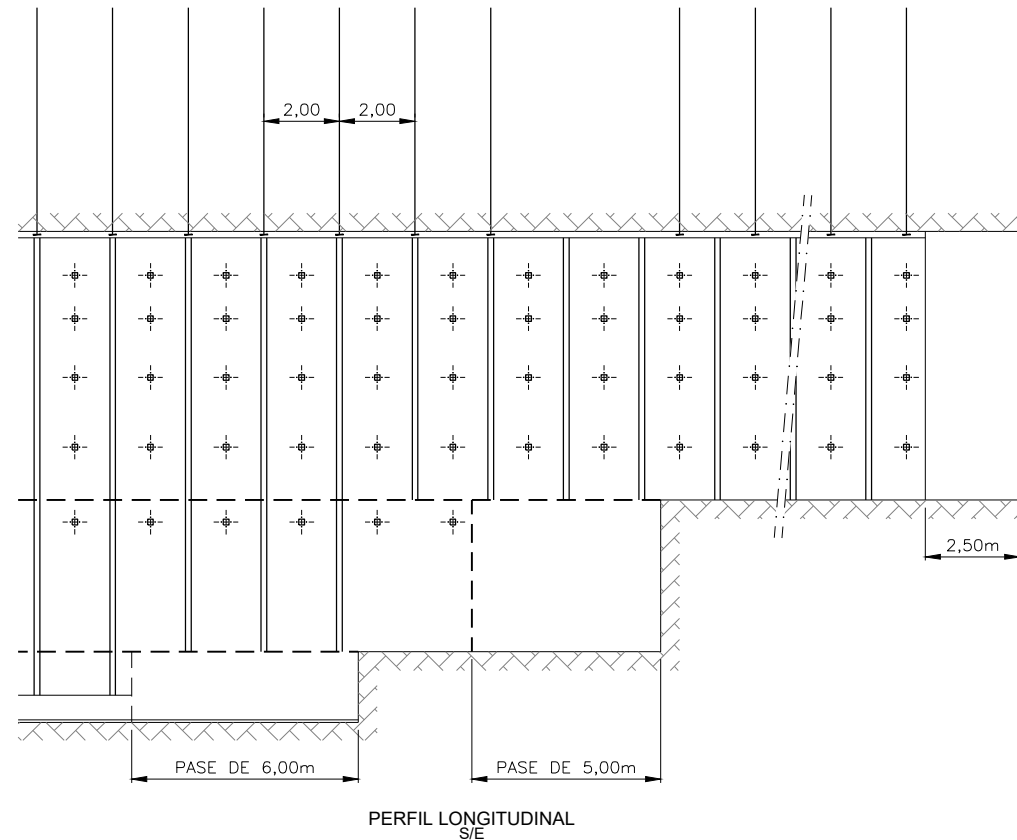 2,00
2,00
2,50m
PASE DE 6,00m
PASE DE 5,00m
PERFIL LONGITUDINAL
S/E